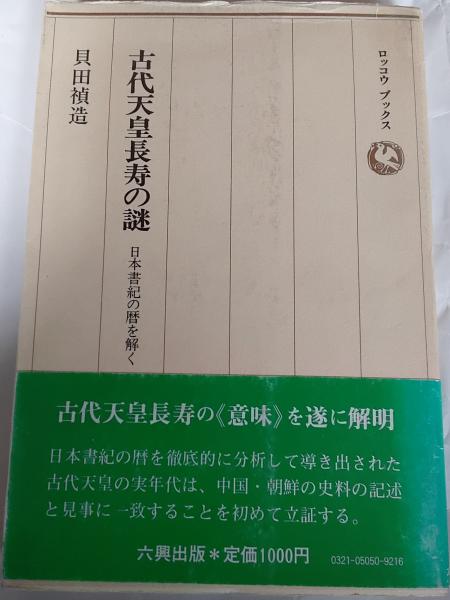 ロッコウ ブックス
古代天皇長寿の謎
日本書紀の暦を解く
貝田禎造
古代天皇長寿の《意味》を遂に解明
日本書紀の暦を徹底的に分析して導き出された
古代天皇の実年代は、中国・朝鮮の史料の記述
と見事に一致することを初めて立証する。
六興出版＊定価1000円
0321-05050-9216